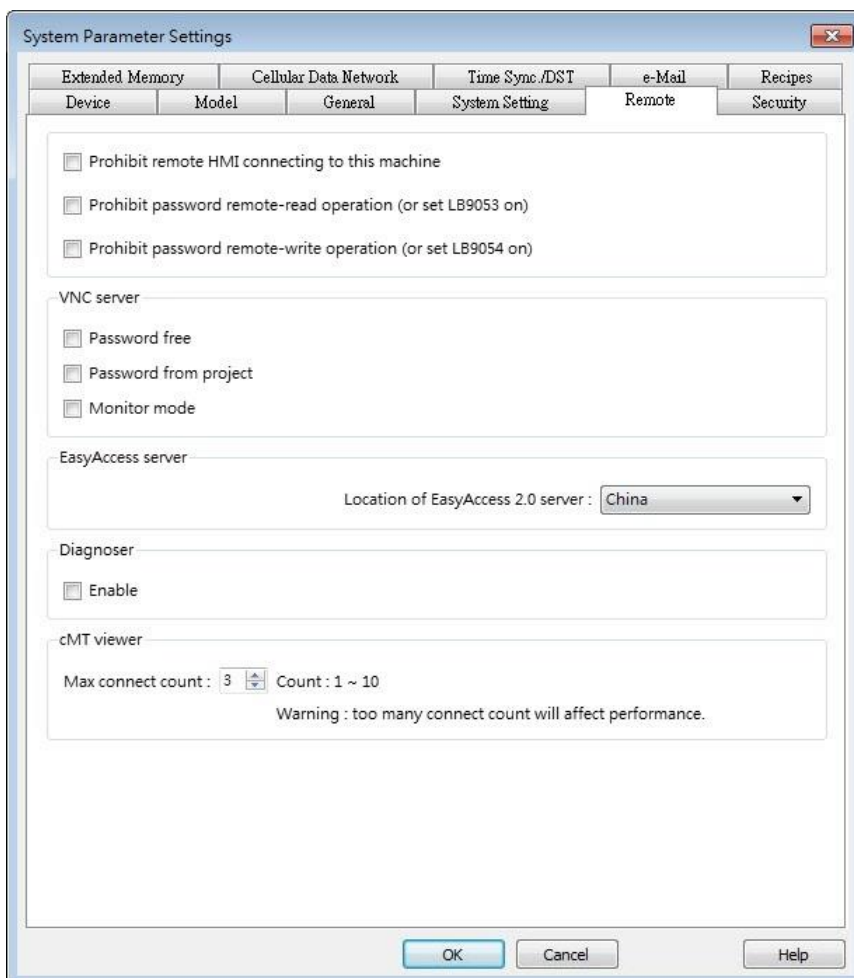 System Parameter Settings
Extended Memory Cellular Data Network Time Sync./DST e-Mail Recipes
Device Model General System Setting Remote Security
Prohibit remote HMI connecting to this machine
Prohibit password remote-read operation (or set LB9053 on)
Prohibit password remote-write operation (or set LB9054 on)
VNC server
Password free
Password from project
Monitor mode
EasyAccess server
Location of EasyAccess 2.0 server : China
Diagnoser
Enable
cMT viewer
Max connect count : 3 Count : 1 ~ 10
Warning : too many connect count will affect performance.
OK Cancel Help